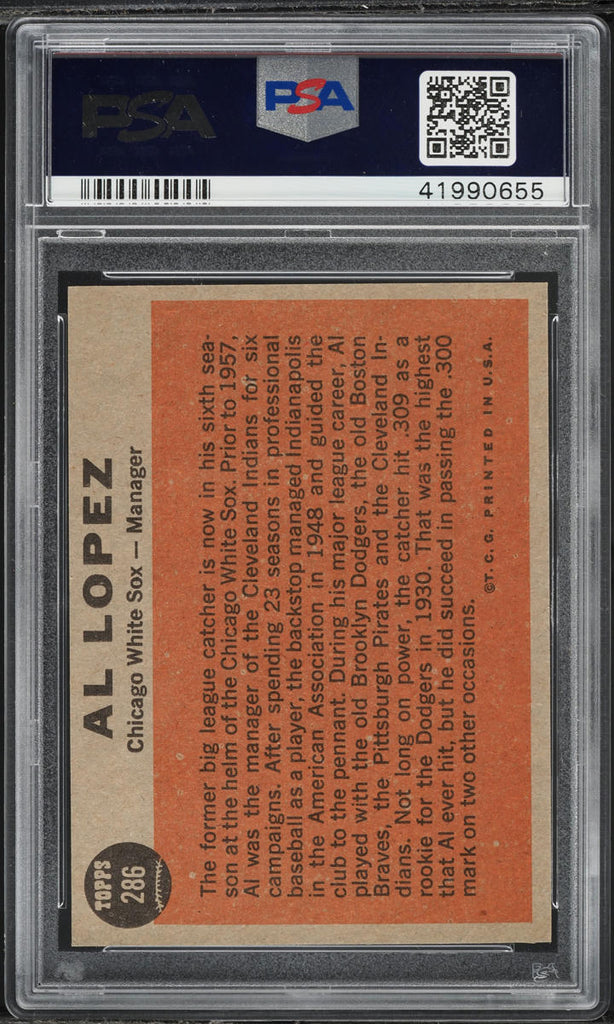 PSA
PSA
41990655
TOPPS
286
AL LOPEZ
Chicago White Sox — Manager
The former big league catcher is now in his sixth sea-
son at the helm of the Chicago White Sox. Prior to 1957,
Al was the manager of the Cleveland Indians for six
campaigns. After spending 23 seasons in professional
baseball as a player, the backstop managed Indianapolis
in the American Association in 1948 and guided the
club to the pennant. During his major league career, Al
played with the old Brooklyn Dodgers, the old Boston
Braves, the Pittsburgh Pirates and the Cleveland In-
dians. Not long on power, the catcher hit .309 as a
rookie for the Dodgers in 1930. That was the highest
that Al ever hit, but he did succeed in passing the .300
mark on two other occasions.
©T.C.G. PRINTED IN U.S.A.